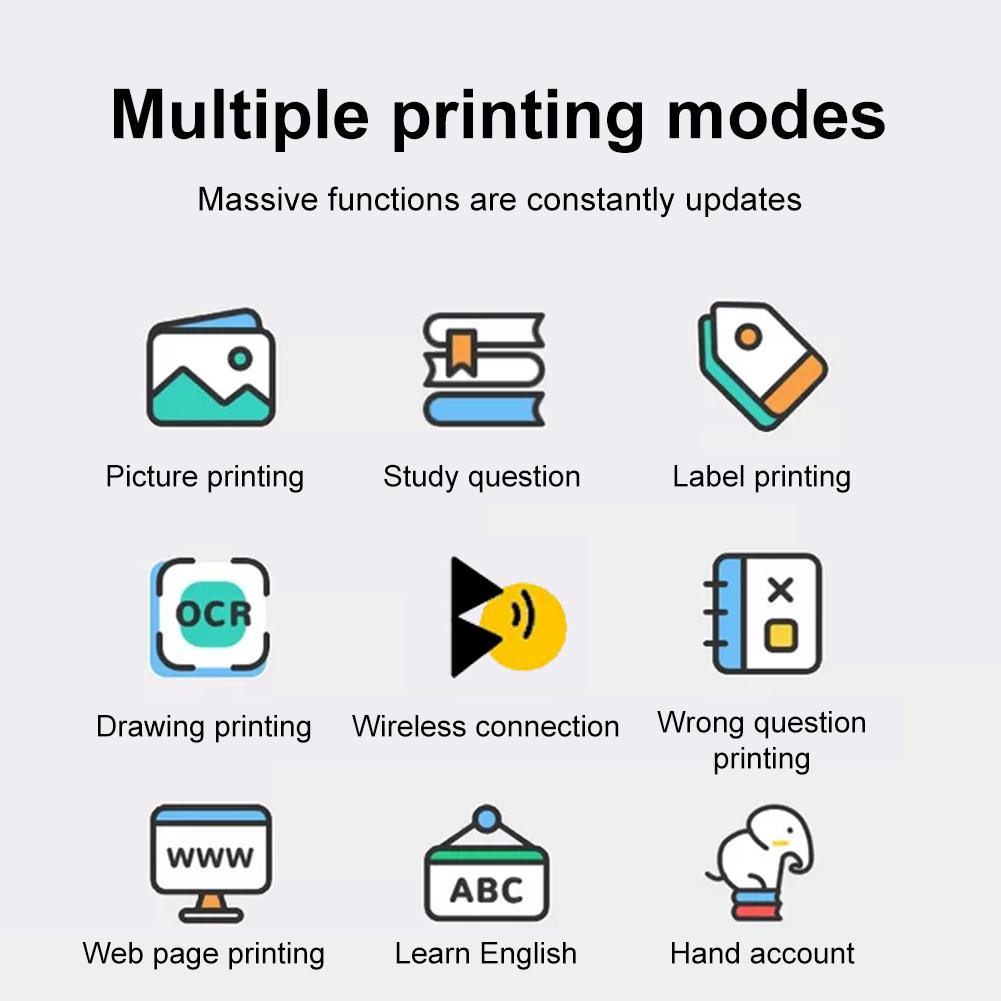 Multiple printing modes
Massive functions are constantly updates
Picture printing
Study question
Label printing
OCR
Drawing printing
Wireless connection
Wrong question
printing
WWW
ABC
Web page printing
Learn English
Hand account